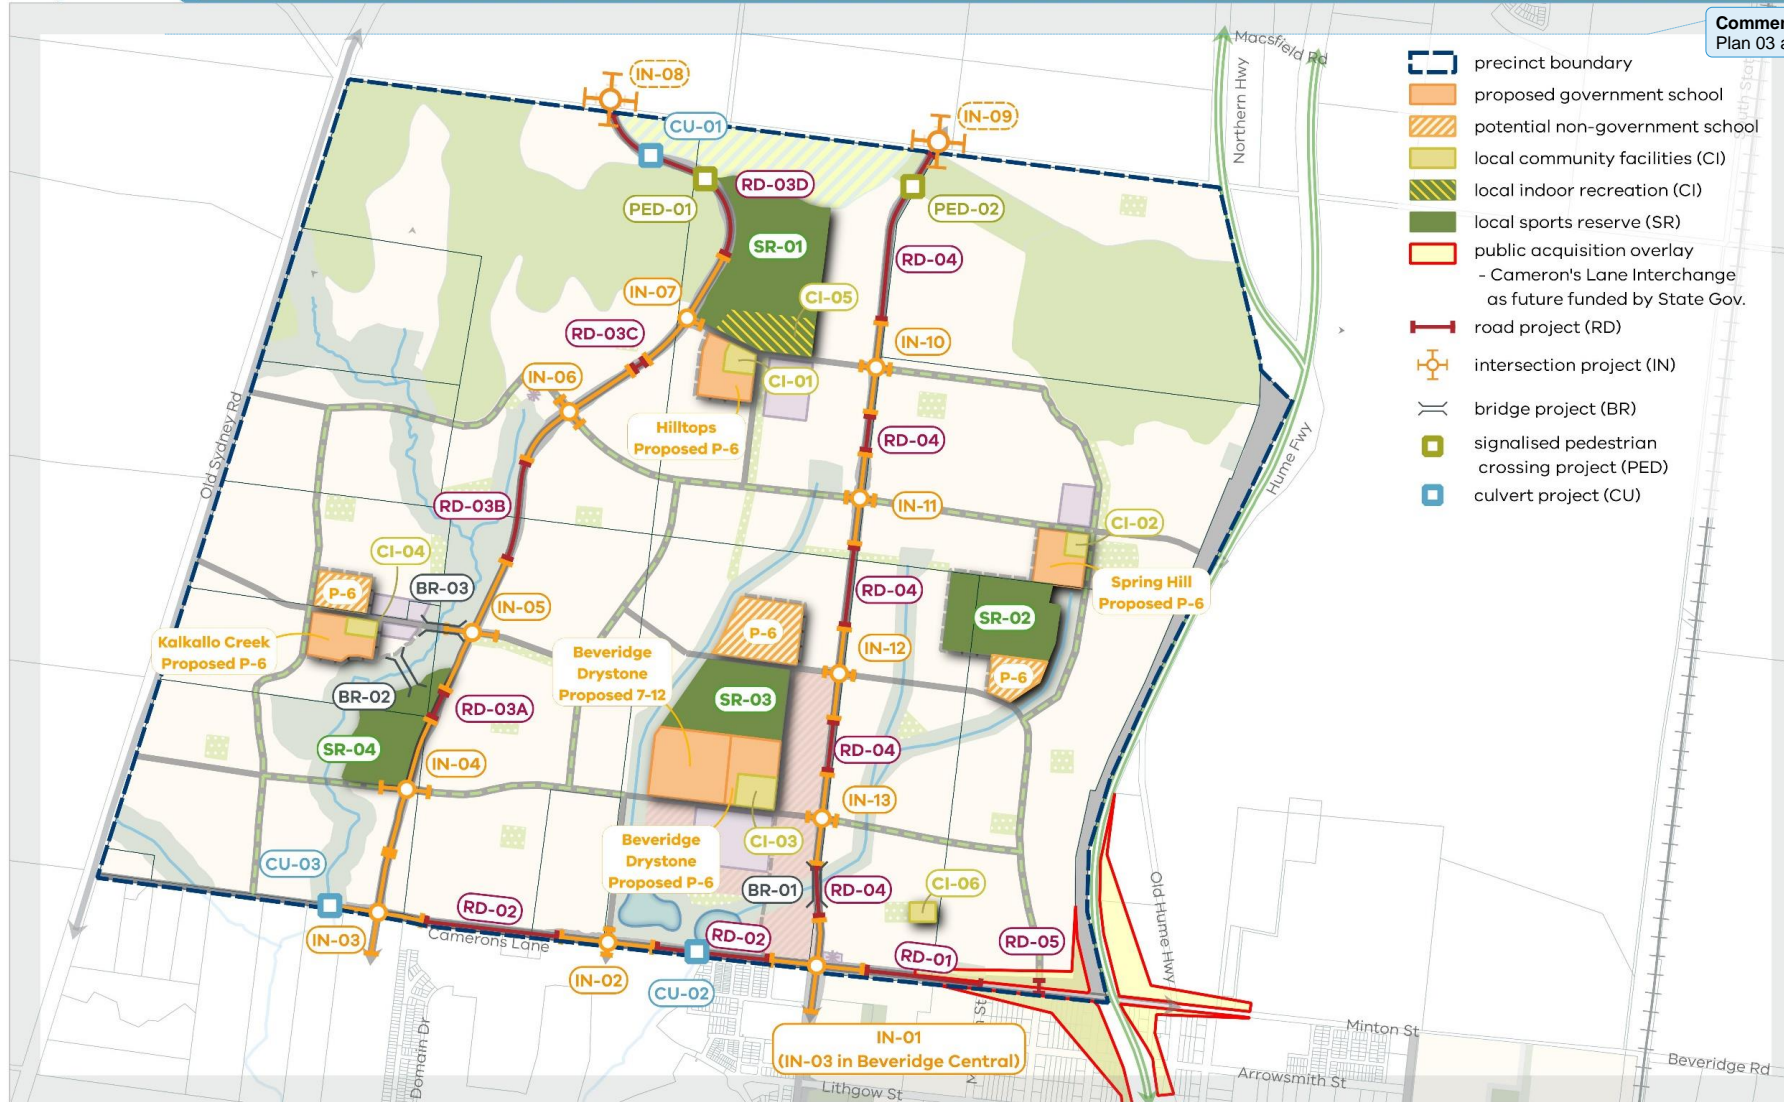 Commen
Plan 03 a
Macsfield Rd
Northern Hwy
precinct boundary
proposed government school
potential non-government school
local community facilities (CI)
local indoor recreation (CI)
local sports reserve (SR)
public acquisition overlay
- Cameron's Lane Interchange
as future funded by State Gov.
road project (RD)
intersection project (IN)
bridge project (BR)
signalised pedestrian
crossing project (PED)
culvert project (CU)
IN-08
CU-01
IN-09
RD-03D
PED-01
PED-02
SR-01
RD-04
IN-07
CI-05
RD-03C
IN-10
IN-06
CI-01
Old Sydney Rd
Hilltops
Proposed P-6
RD-04
Hume Fwy
RD-03B
IN-11
CI-02
CI-04
BR-03
P-6
IN-05
RD-04
Spring Hill
Proposed P-6
SR-02
Kalkallo Creek
Proposed P-6
P-6
IN-12
Beveridge
Drystone
Proposed 7-12
P-6
BR-02
RD-03A
SR-03
SR-04
IN-04
RD-04
IN-13
CU-03
Beveridge
Drystone
Proposed P-6
CI-03
BR-01
RD-04
CI-06
RD-02
IN-03
Camerons Lane
RD-02
RD-01
RD-05
IN-02
CU-02
Old Hume Hwy
IN-01
(IN-03 in Beveridge Central)
Domain Dr
Lithgow St
Minton St
Arrowsmith St
Beveridge Rd